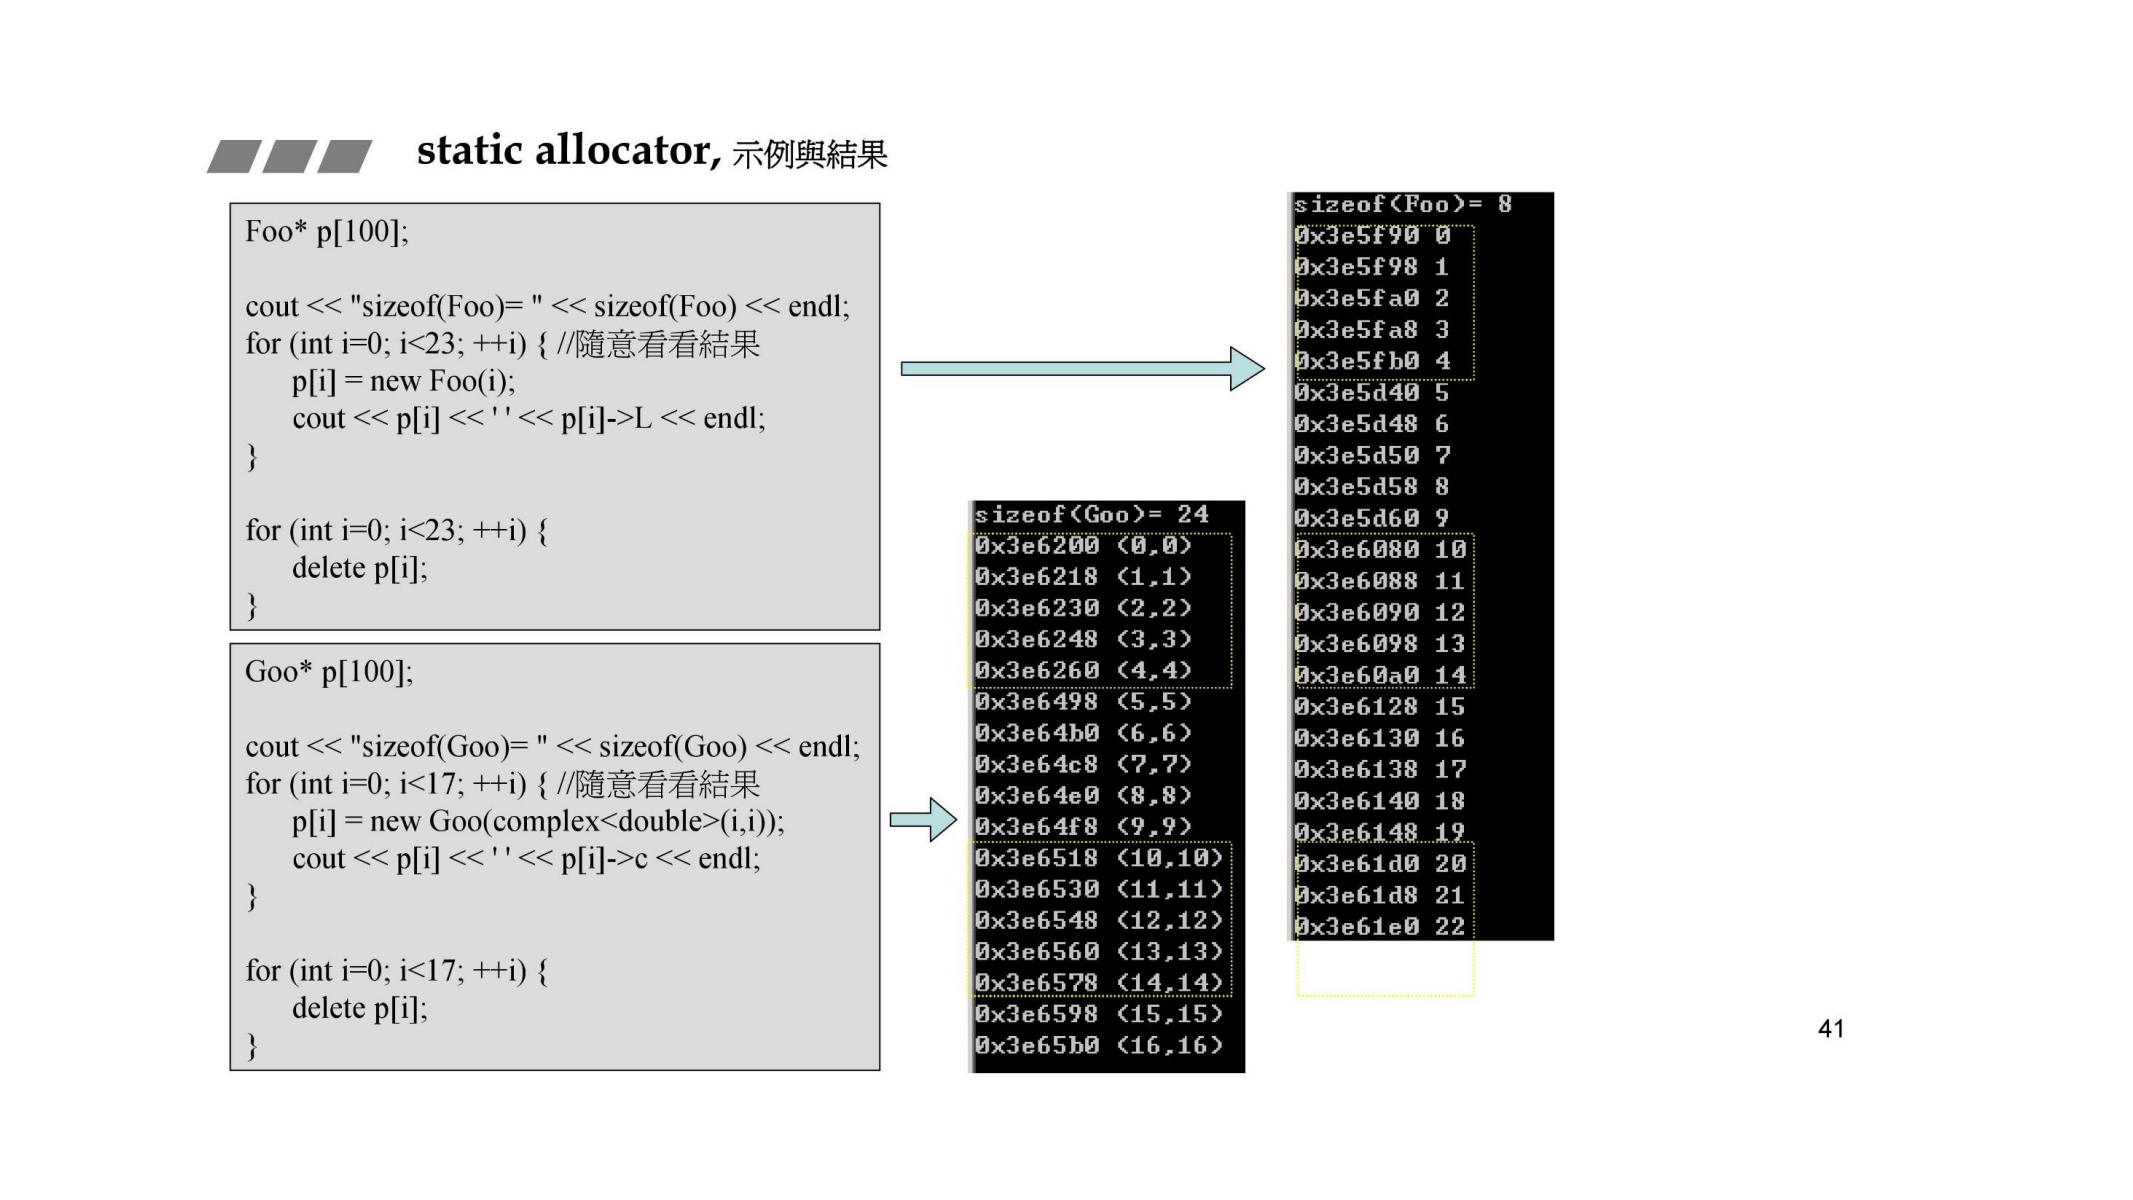 static allocator, 示例與結果
Foo* p[100];
cout << "sizeof(Foo)= " << sizeof(Foo) << endl;
for (int i=0; i<23; ++i) { //隨意看看結果
p[i] = new Foo(i);
cout << p[i] << ' ' << p[i]->L << endl;
}
for (int i=0; i<23; ++i) {
delete p[i];
}
Goo* p[100];
cout << "sizeof(Goo)= " << sizeof(Goo) << endl;
for (int i=0; i<17; ++i) { //隨意看看結果
p[i] = new Goo(complex<double>(i,i));
cout << p[i] << ' ' << p[i]->c << endl;
}
for (int i=0; i<17; ++i) {
delete p[i];
}
sizeof(Goo)= 24
0x3e6200 (0,0)
0x3e6218 (1,1)
0x3e6230 (2,2)
0x3e6248 (3,3)
0x3e6260 (4,4)
0x3e6498 (5,5)
0x3e64b0 (6,6)
0x3e64c8 (7,7)
0x3e64e0 (8,8)
0x3e64f8 (9,9)
0x3e6518 (10,10)
0x3e6530 (11,11)
0x3e6548 (12,12)
0x3e6560 (13,13)
0x3e6578 (14,14)
0x3e6598 (15,15)
0x3e65b0 (16,16)
sizeof(Foo)= 8
0x3e5f90 0
0x3e5f98 1
0x3e5fa0 2
0x3e5fa8 3
0x3e5fb0 4
0x3e5d40 5
0x3e5d48 6
0x3e5d50 7
0x3e5d58 8
0x3e5d60 9
0x3e6080 10
0x3e6088 11
0x3e6090 12
0x3e6098 13
0x3e60a0 14
0x3e6128 15
0x3e6130 16
0x3e6138 17
0x3e6140 18
0x3e6148 19
0x3e61d0 20
0x3e61d8 21
0x3e61e0 22
41